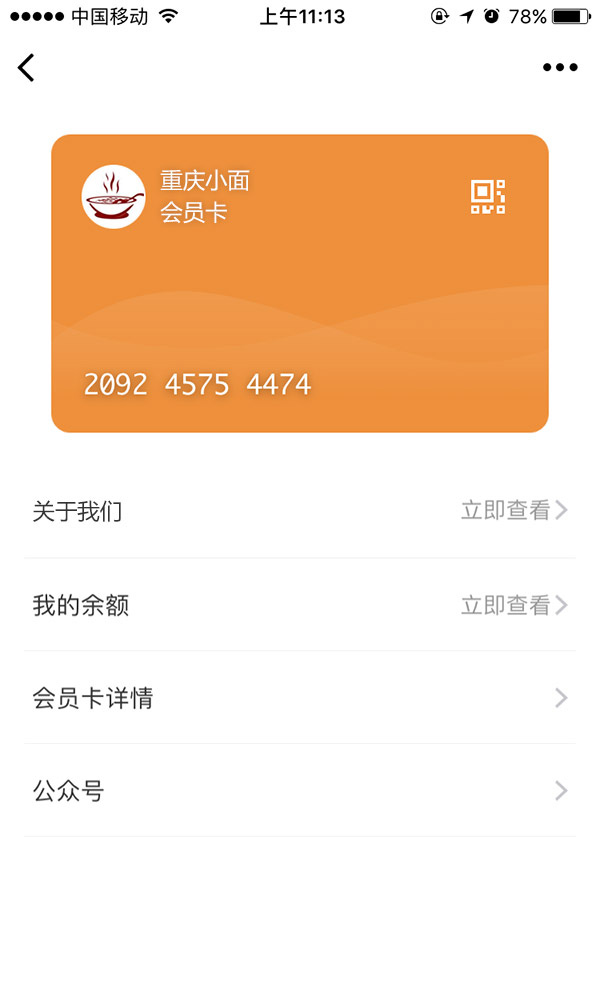 中国移动 上午11:13 78%
重庆小面
会员卡
2092 4575 4474
关于我们 立即查看
我的余额 立即查看
会员卡详情
公众号